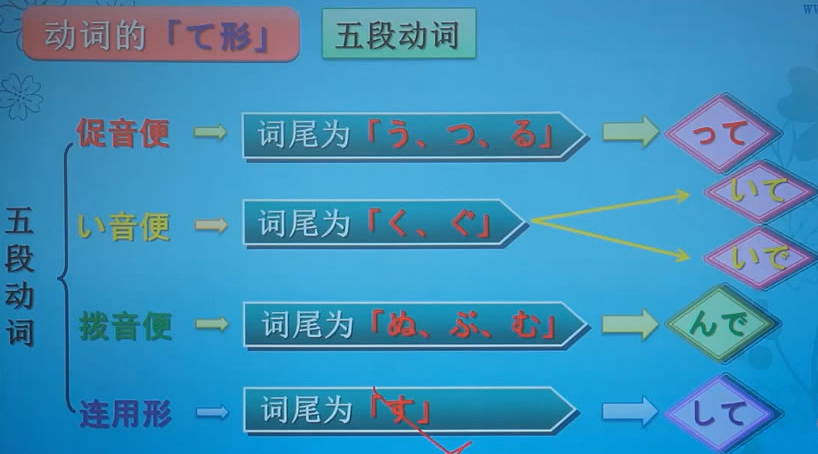 动词的「て形」
五段动词
五段动词
促音便
词尾为「う、つ、る」
って
い音便
词尾为「く、ぐ」
いて
いで
拨音便
词尾为「ぬ、ぶ、む」
んで
连用形
词尾为「す」
して